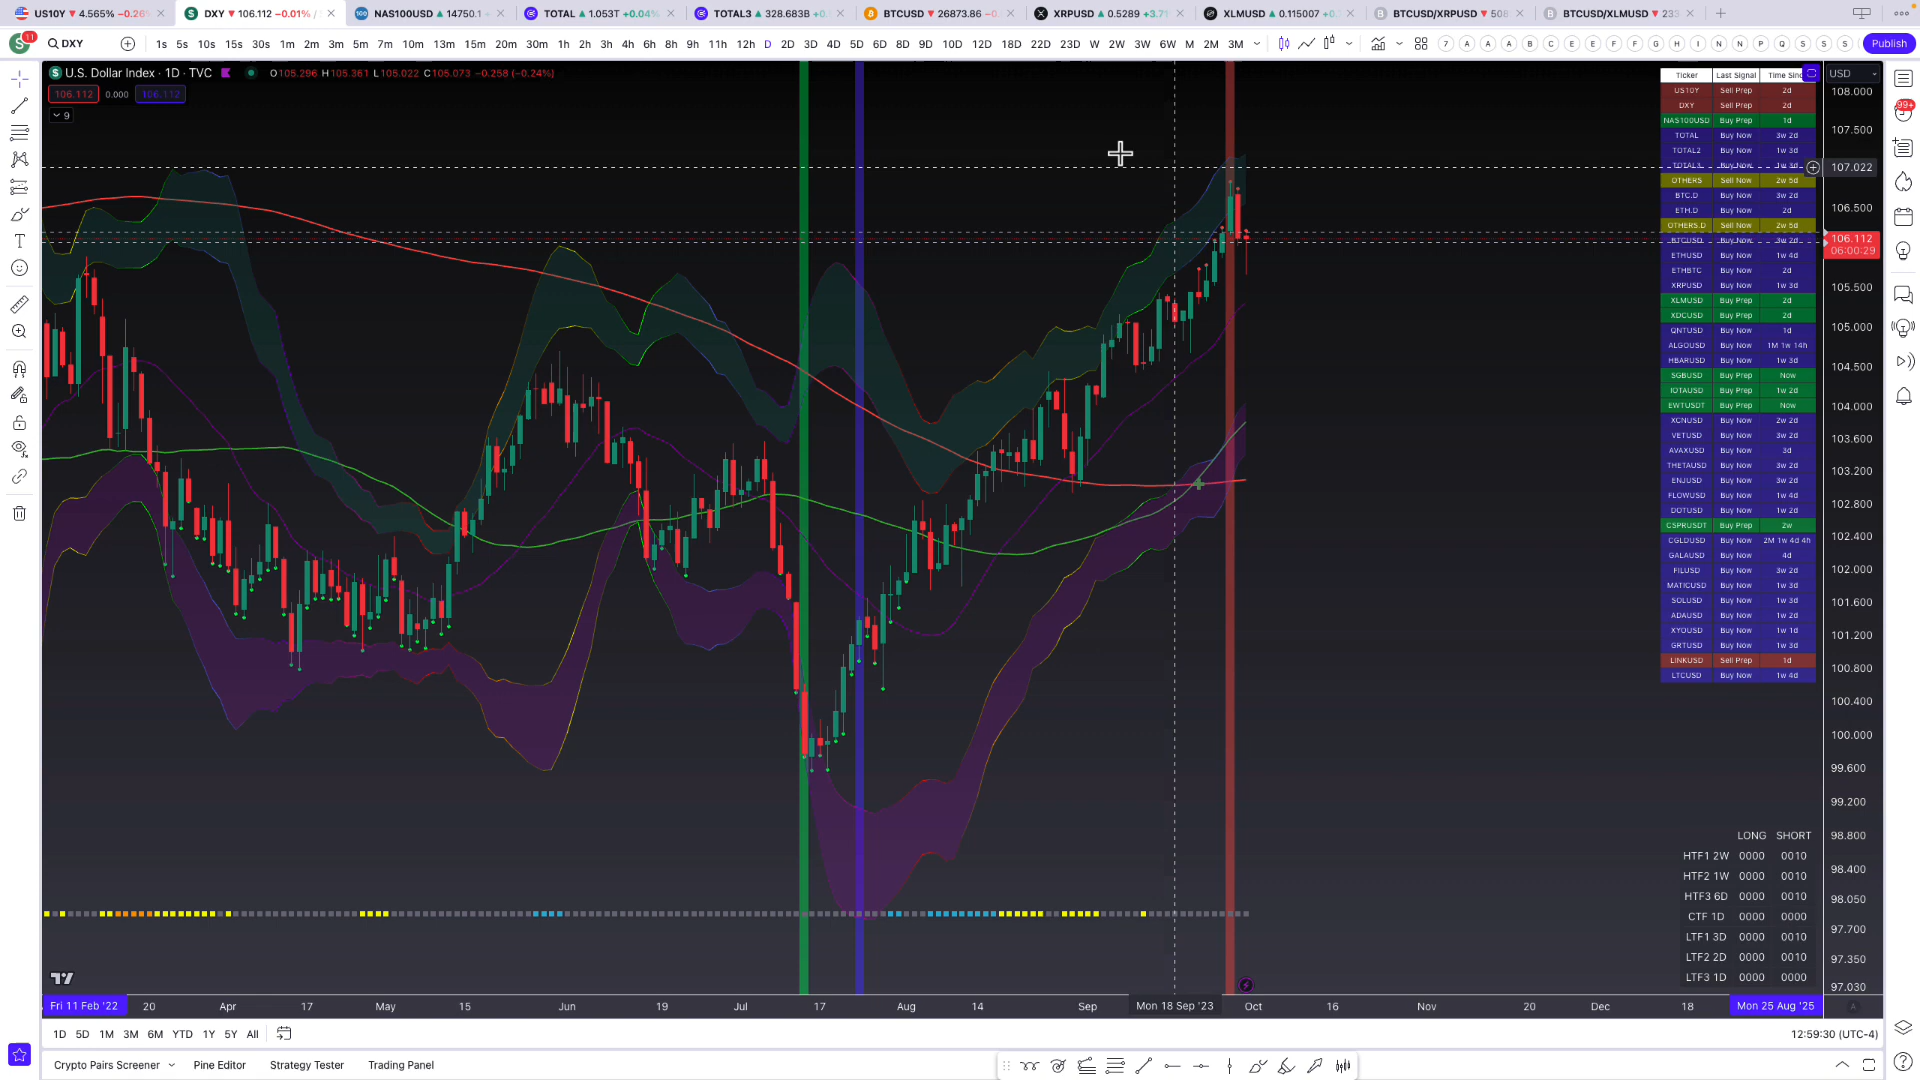 US10Y 4.565% −0.26%
DXY 106.112 −0.01%
NAS100USD 14750.1
TOTAL 1.053T +0.04%
TOTAL3 328.683B
BTCUSD 26873.86
XRPUSD 0.5289 +3.71
XLMUSD 0.115007
BTCUSD/XRPUSD
BTCUSD/XLMUSD
11
DXY
1s 5s 10s 15s 30s 1m 2m 3m 5m 7m 10m 13m 15m 20m 30m 1h 2h 3h 4h 6h 8h 9h 11h 12h D 2D 3D 4D 5D 6D 8D 9D 10D 12D 18D 22D 23D W 2W 3W 6W M 2M 3M
7 A A A B C E E F F G H I N N P Q S S S
Publish
U.S. Dollar Index · 1D · TVC O105.296 H105.361 L105.022 C105.073 −0.258 (−0.24%)
106.112 0.000 106.112
9
Ticker Last Signal Time Sinc
US10Y Sell Prep 2d
DXY Sell Prep 2d
NAS100USD Buy Prep 1d
TOTAL Buy Now 3w 2d
TOTAL2 Buy Now 1w 3d
TOTAL3 Buy Now 1w 3d
OTHERS Sell Now 2w 5d
BTC.D Buy Now 3w 2d
ETH.D Buy Now 2d
OTHERS.D Sell Now 2w 5d
BTCUSD Buy Now 3w 2d
ETHUSD Buy Now 1w 4d
ETHBTC Buy Now 2d
XRPUSD Buy Now 1w 3d
XLMUSD Buy Prep 2d
XDCUSD Buy Prep 2d
QNTUSD Buy Now 1d
ALGOUSD Buy Now 1M 1w 14h
HBARUSD Buy Now 1w 3d
SGBUSD Buy Prep Now
IOTAUSD Buy Prep 1w 2d
EWTUSDT Buy Prep Now
XCNUSD Buy Now 2w 2d
VETUSD Buy Now 3w 2d
AVAXUSD Buy Now 3d
THETAUSD Buy Now 3w 2d
ENJUSD Buy Now 3w 2d
FLOWUSD Buy Now 1w 4d
DOTUSD Buy Now 1w 2d
CSPRUSDT Buy Prep 2w
CGLDUSD Buy Now 2M 1w 4d 4h
GALAUSD Buy Now 4d
FILUSD Buy Now 3w 2d
MATICUSD Buy Now 1w 3d
SOLUSD Buy Now 1w 3d
ADAUSD Buy Now 1w 2d
XYOUSD Buy Now 1w 1d
GRTUSD Buy Now 1w 3d
LINKUSD Sell Prep 1d
LTCUSD Buy Now 1w 4d
USD
108.000
107.500
107.022
106.500
106.112
06:00:29
105.500
105.000
104.500
104.000
103.600
103.200
102.800
102.400
102.000
101.600
101.200
100.800
100.400
100.000
99.600
99.200
98.800
98.400
98.050
97.700
97.350
97.030
99+
LONG SHORT
HTF1 2W 0000 0010
HTF2 1W 0000 0010
HTF3 6D 0000 0010
CTF 1D 0000 0000
LTF1 3D 0000 0010
LTF2 2D 0000 0010
LTF3 1D 0000 0000
Fri 11 Feb '22 20 Apr 17 May 15 Jun 19 Jul 17 Aug 14 Sep Mon 18 Sep '23 Oct 16 Nov 20 Dec 18 Mon 25 Aug '25
1D 5D 1M 3M 6M YTD 1Y 5Y All
12:59:30 (UTC-4)
Crypto Pairs Screener Pine Editor Strategy Tester Trading Panel